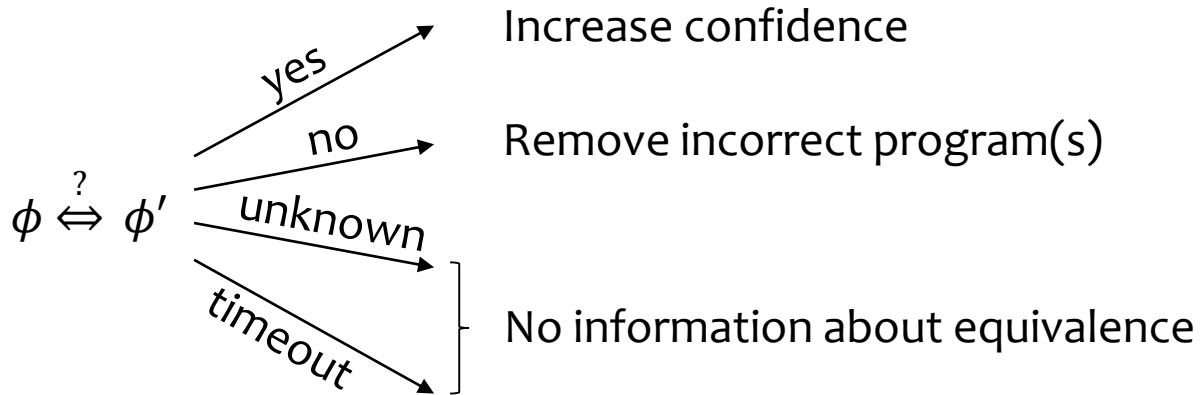 yes
Increase confidence
no
Remove incorrect program(s)
?
ϕ ⇔ ϕ′
unknown
timeout
No information about equivalence